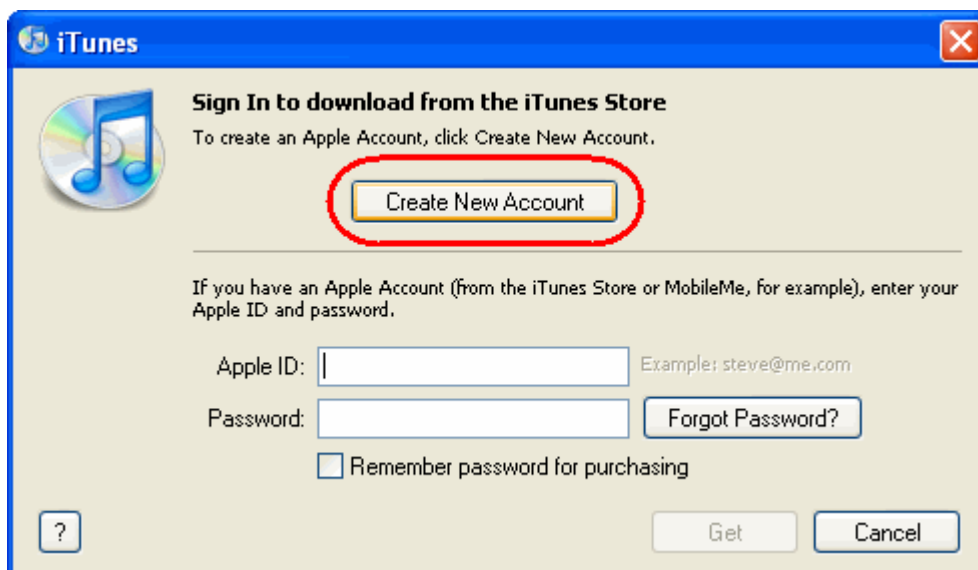 iTunes
Sign In to download from the iTunes Store
To create an Apple Account, click Create New Account.
Create New Account
If you have an Apple Account (from the iTunes Store or MobileMe, for example), enter your
Apple ID and password.
Apple ID: Example: steve@me.com
Password: Forgot Password?
Remember password for purchasing
? Get Cancel